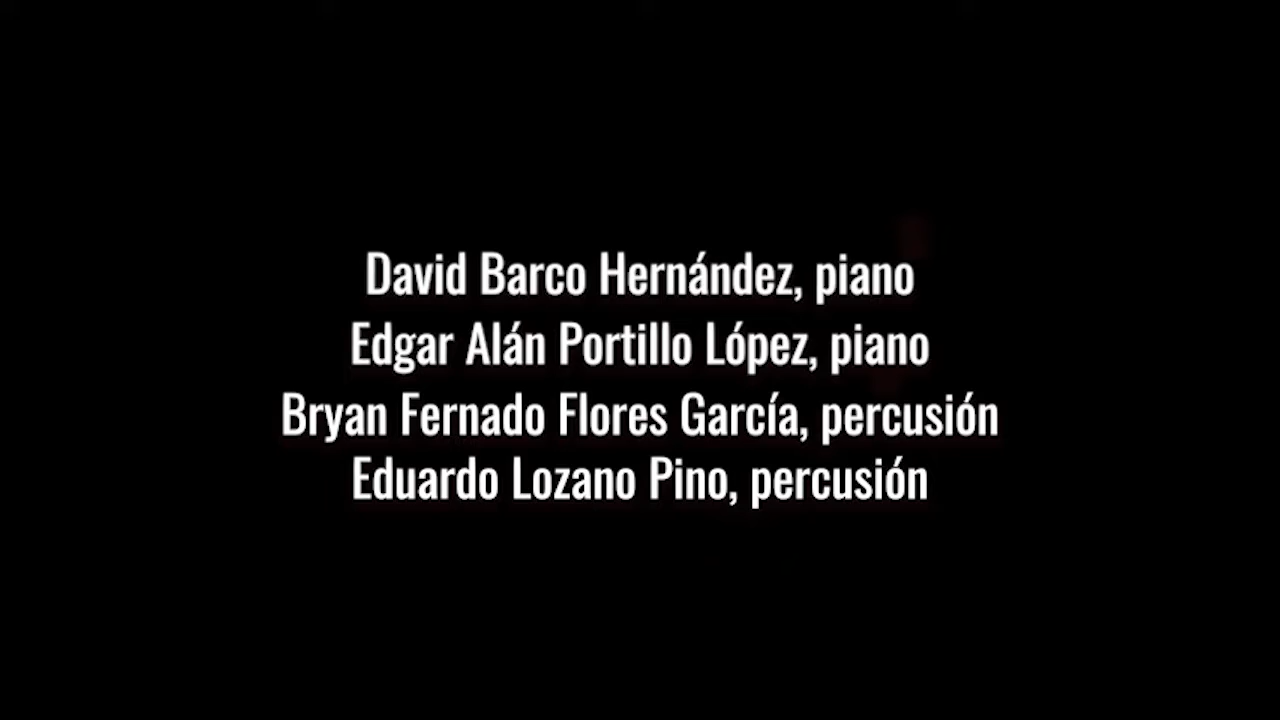 David Barco Hernández, piano
Edgar Alán Portillo López, piano
Bryan Fernado Flores García, percusión
Eduardo Lozano Pino, percusión